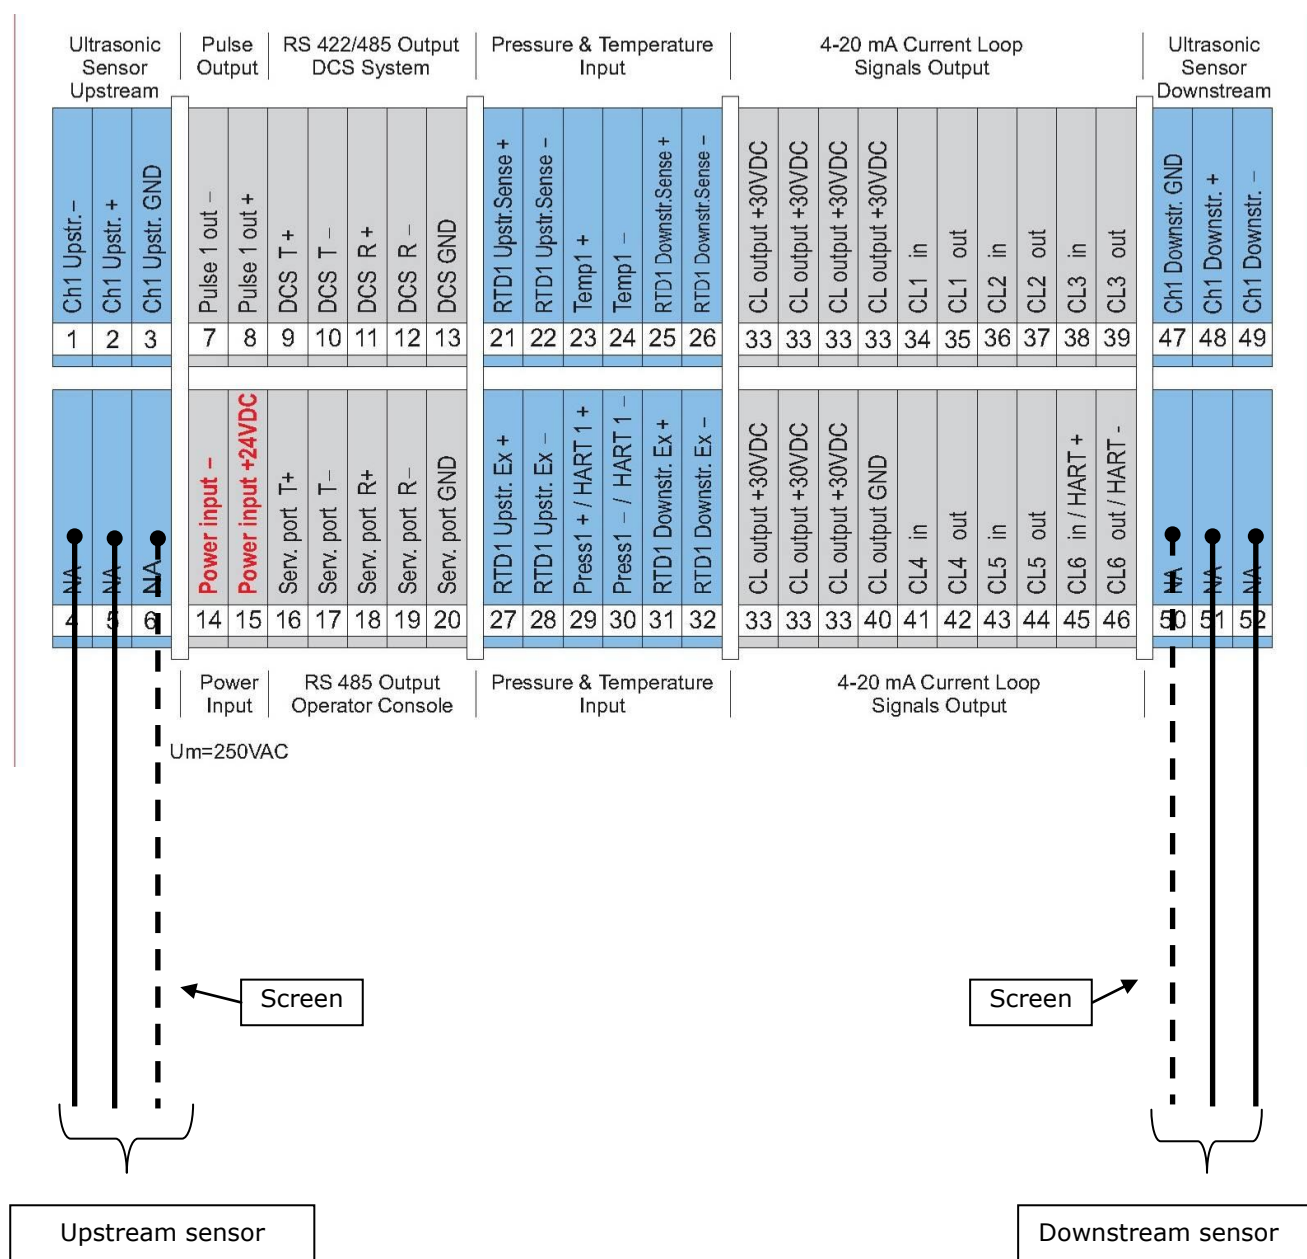 Ultrasonic
Sensor
Upstream
Pulse
Output
RS 422/485 Output
DCS System
Pressure & Temperature
Input
4-20 mA Current Loop
Signals Output
Ultrasonic
Sensor
Downstream
Ch1 Upstr. –
Ch1 Upstr. +
Ch1 Upstr. GND
Pulse 1 out –
Pulse 1 out +
DCS T +
DCS T –
DCS R +
DCS R –
DCS GND
RTD1 Upstr.Sense +
RTD1 Upstr.Sense –
Temp1 +
Temp1 –
RTD1 Downstr.Sense +
RTD1 Downstr.Sense –
CL output +30VDC
CL output +30VDC
CL output +30VDC
CL output +30VDC
CL1 in
CL1 out
CL2 in
CL2 out
CL3 in
CL3 out
Ch1 Downstr. GND
Ch1 Downstr. +
Ch1 Downstr. –
1 2 3 7 8 9 10 11 12 13 21 22 23 24 25 26 33 33 33 33 34 35 36 37 38 39 47 48 49
NA
NA
NA
Power input –
Power input +24VDC
Serv. port T+
Serv. port T–
Serv. port R+
Serv. port R–
Serv. port GND
RTD1 Upstr. Ex +
RTD1 Upstr. Ex –
Press1 + / HART 1 +
Press1 – / HART 1 –
RTD1 Downstr. Ex +
RTD1 Downstr. Ex –
CL output +30VDC
CL output +30VDC
CL output +30VDC
CL output GND
CL4 in
CL4 out
CL5 in
CL5 out
CL6 in / HART +
CL6 out / HART -
NA
NA
NA
4 5 6 14 15 16 17 18 19 20 27 28 29 30 31 32 33 33 33 40 41 42 43 44 45 46 50 51 52
Power
Input
RS 485 Output
Operator Console
Pressure & Temperature
Input
4-20 mA Current Loop
Signals Output
Um=250VAC
Screen
Screen
Upstream sensor
Downstream sensor